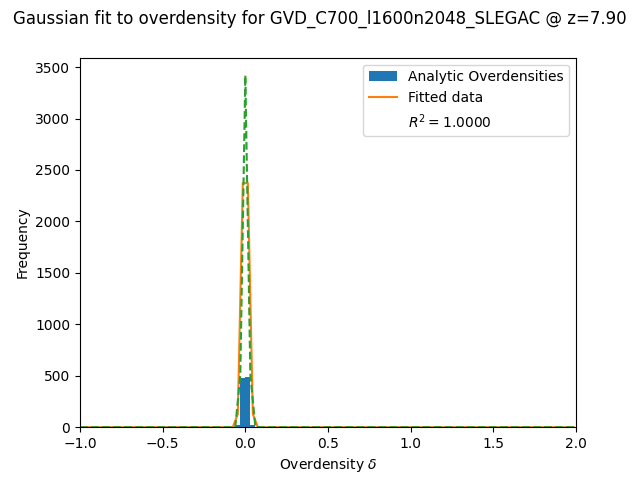 Gaussian fit to overdensity for GVD_C700_l1600n2048_SLEGAC @ z=7.90
Analytic Overdensities
Fitted data
R² = 1.0000
Frequency
3500
3000
2500
2000
1500
1000
500
0
−1.0 −0.5 0.0 0.5 1.0 1.5 2.0
Overdensity δ